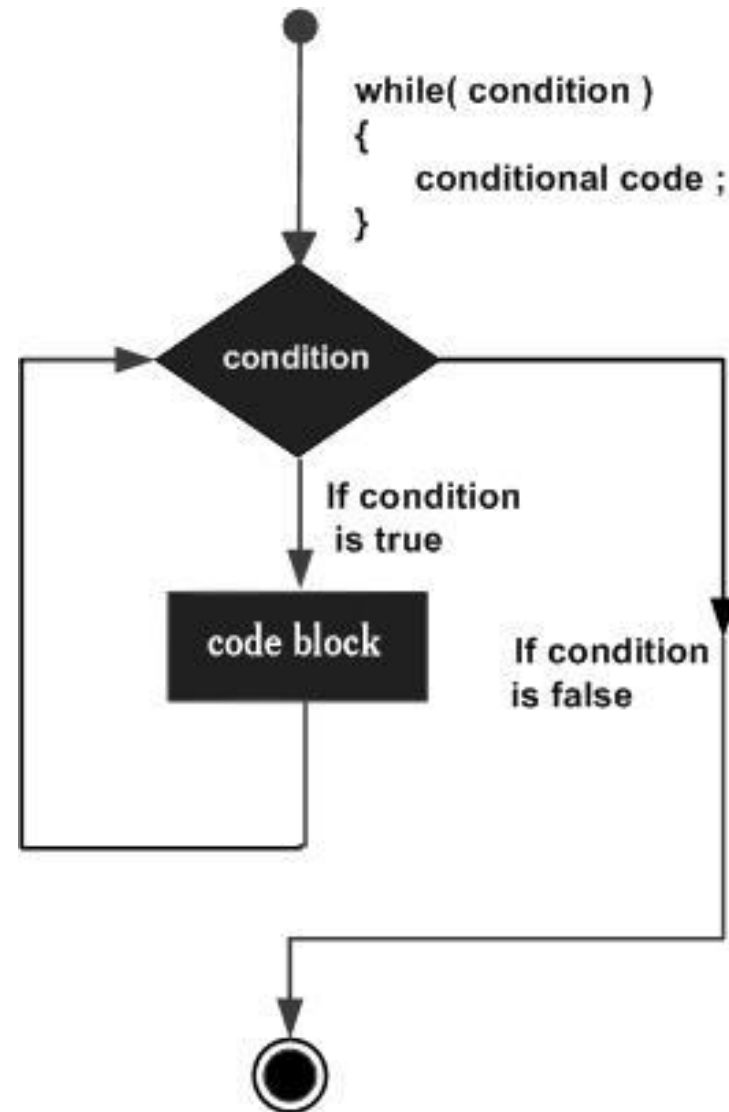 while( condition )
{
conditional code ;
}
condition
If condition
is true
code block
If condition
is false